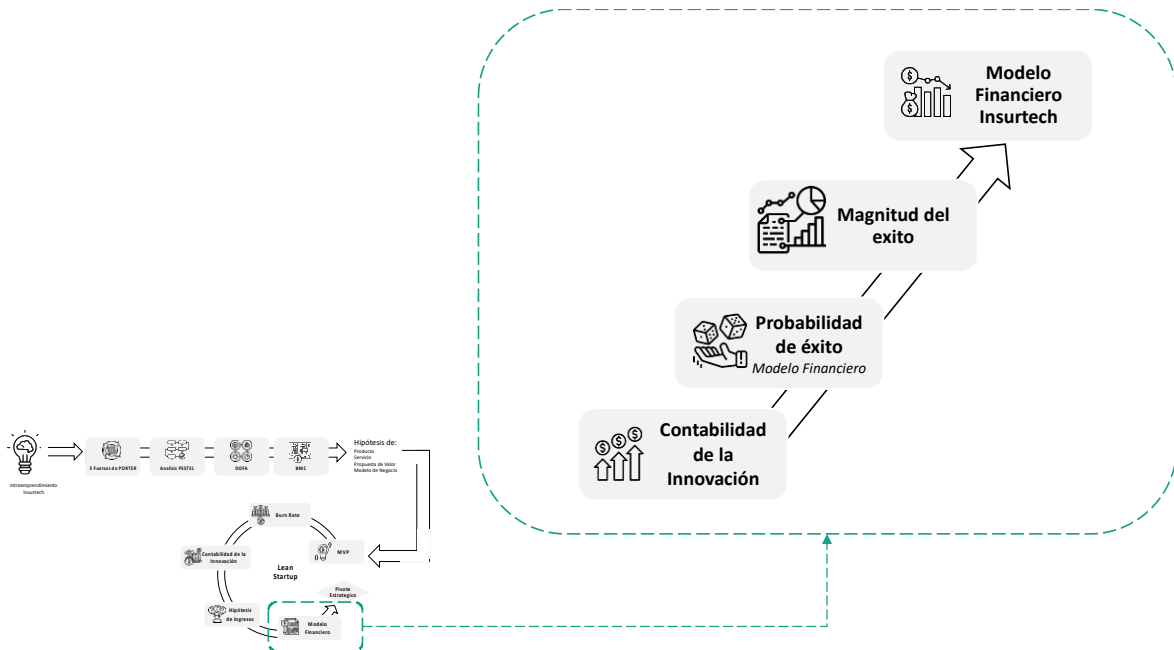 Modelo
Financiero
Insurtech
Magnitud del
exito
Probabilidad
de éxito
Modelo Financiero
Contabilidad
de la
Innovación
Intraemprendimiento
Insurtech
5 Fuerzas de PORTER
Analisis PESTEL
DOFA
BMC
Hipótesis de:
Producto
Servicio
Propuesta de Valor
Modelo de Negocio
Burn Rate
Contabilidad de la
Innovación
MVP
Lean
Startup
Pivote
Estrategico
Hipótesis
de Ingresos
Modelo
Financiero